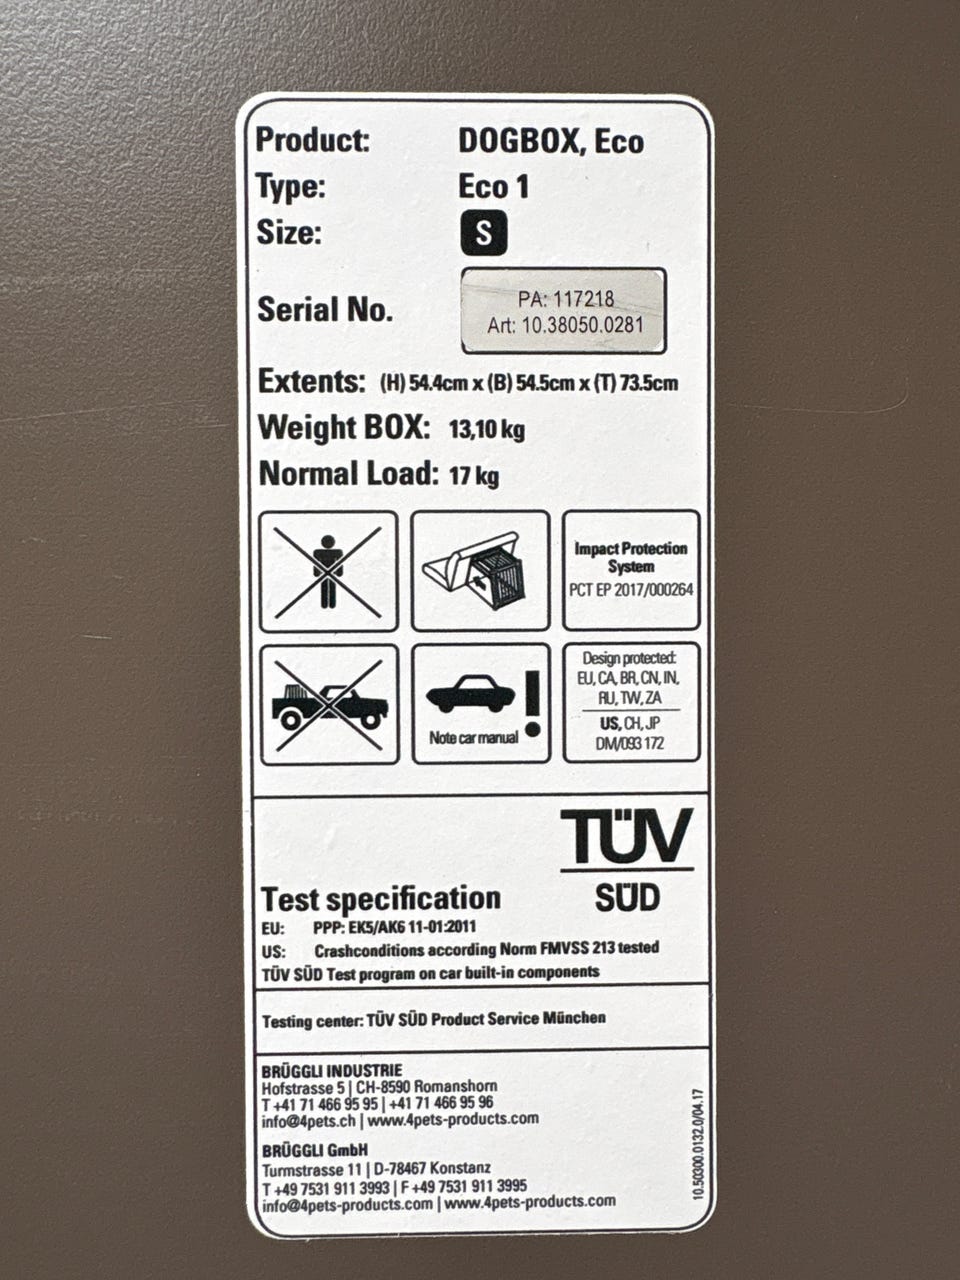 Product: DOGBOX, Eco
Type: Eco 1
Size: S
Serial No.
PA: 117218
Art: 10.38050.0281
Extents: (H) 54.4cm x (B) 54.5cm x (T) 73.5cm
Weight BOX: 13,10 kg
Normal Load: 17 kg
Impact Protection
System
PCT EP 2017/000264
Note car manual
Design protected:
EU, CA, BR, CN, IN,
RU, TW, ZA
US, CH, JP
DM/093 172
TÜV
SÜD
Test specification
EU: PPP: EK5/AK6 11-01:2011
US: Crashconditions according Norm FMVSS 213 tested
TÜV SÜD Test program on car built-in components
Testing center: TÜV SÜD Product Service München
BRÜGGLI INDUSTRIE
Hofstrasse 5 | CH-8590 Romanshorn
T +41 71 466 95 95 | +41 71 466 95 96
info@4pets.ch | www.4pets-products.com
BRÜGGLI GmbH
Turmstrasse 11 | D-78467 Konstanz
T +49 7531 911 3993 | F +49 7531 911 3995
info@4pets-products.com | www.4pets-products.com
10.50300.0132.0/04.17